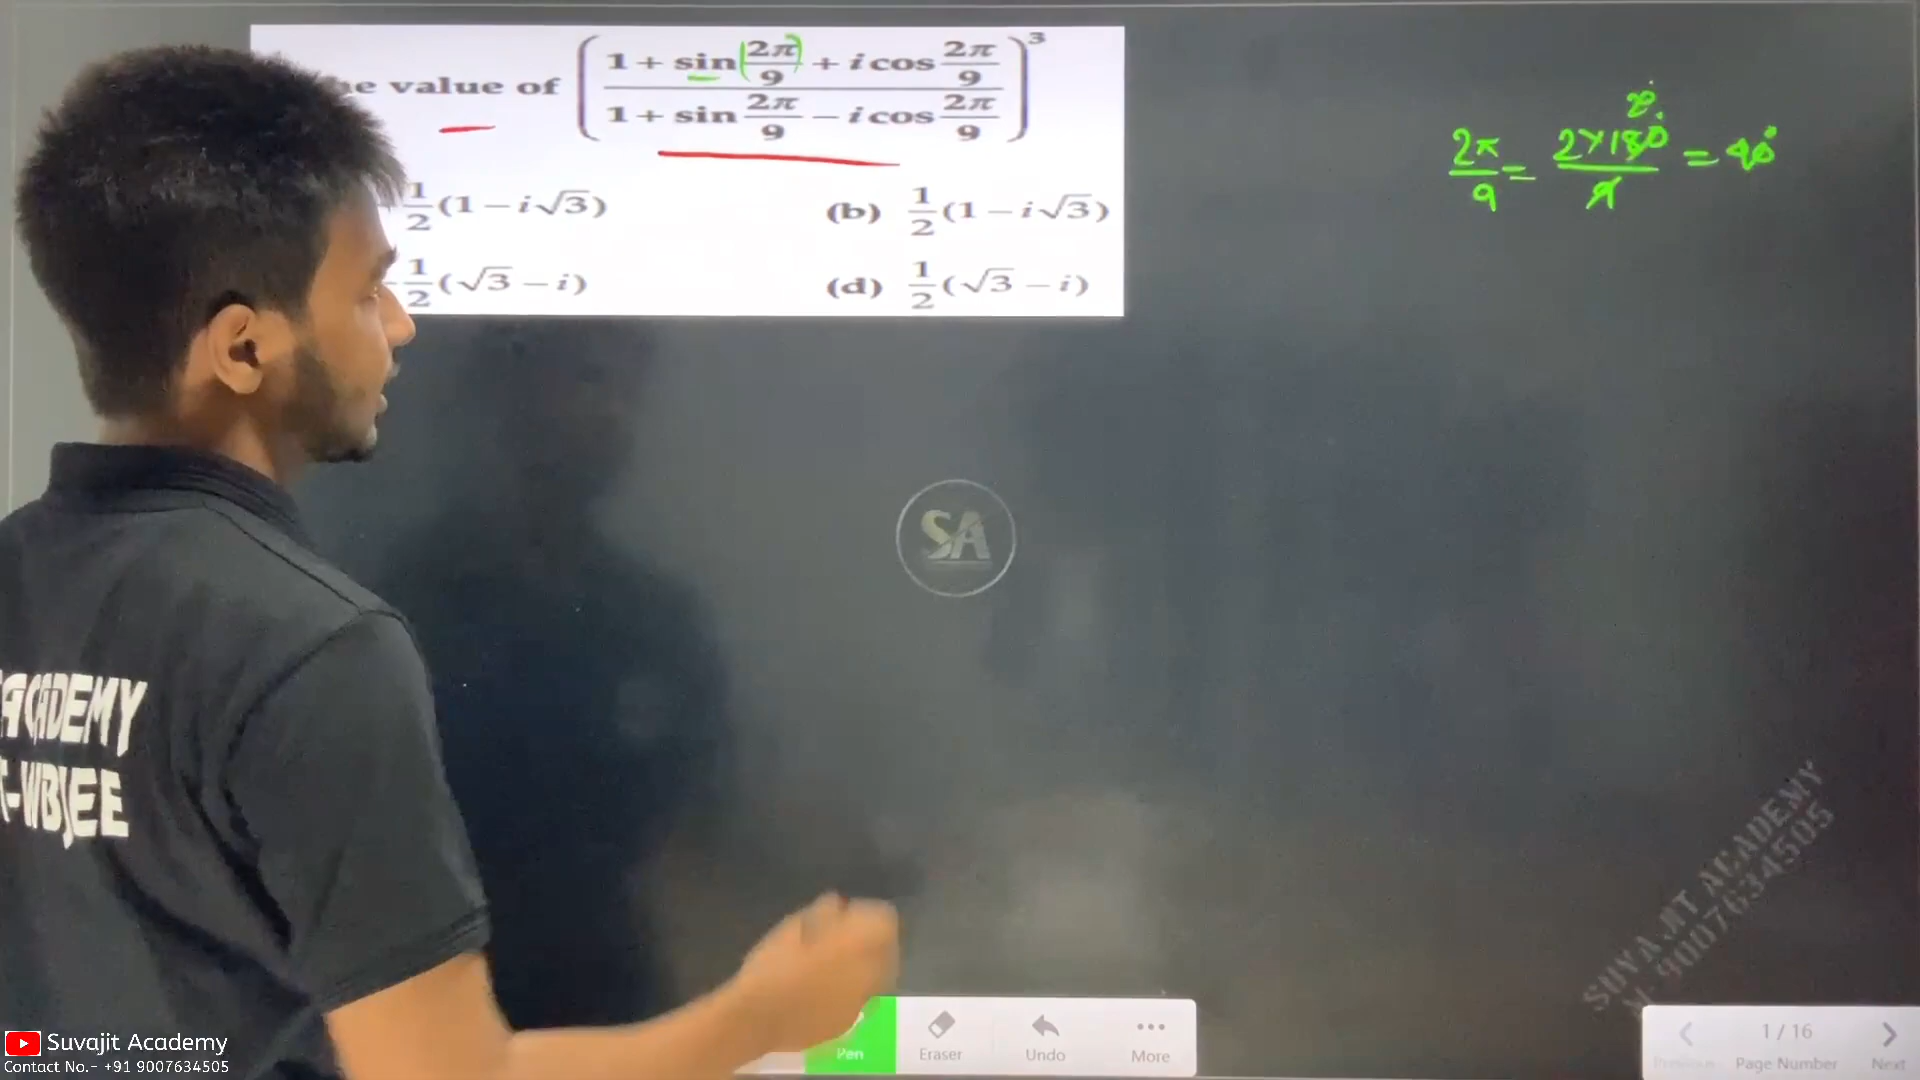 value of ( (1 + sin 2π/9 + i cos 2π/9) / (1 + sin 2π/9 − i cos 2π/9) )³
1/2 (1 − i√3) (b) 1/2 (1 − i√3)
1/2 (√3 − i) (d) 1/2 (√3 − i)
2π/9 = 2×180°/9 = 40°
SA
ACADEMY
WBJEE
SUVAJIT ACADEMY
9007634505
Suvajit Academy
Contact No.- +91 9007634505
Pen Eraser Undo More
1 / 16
Previous Page Number Next